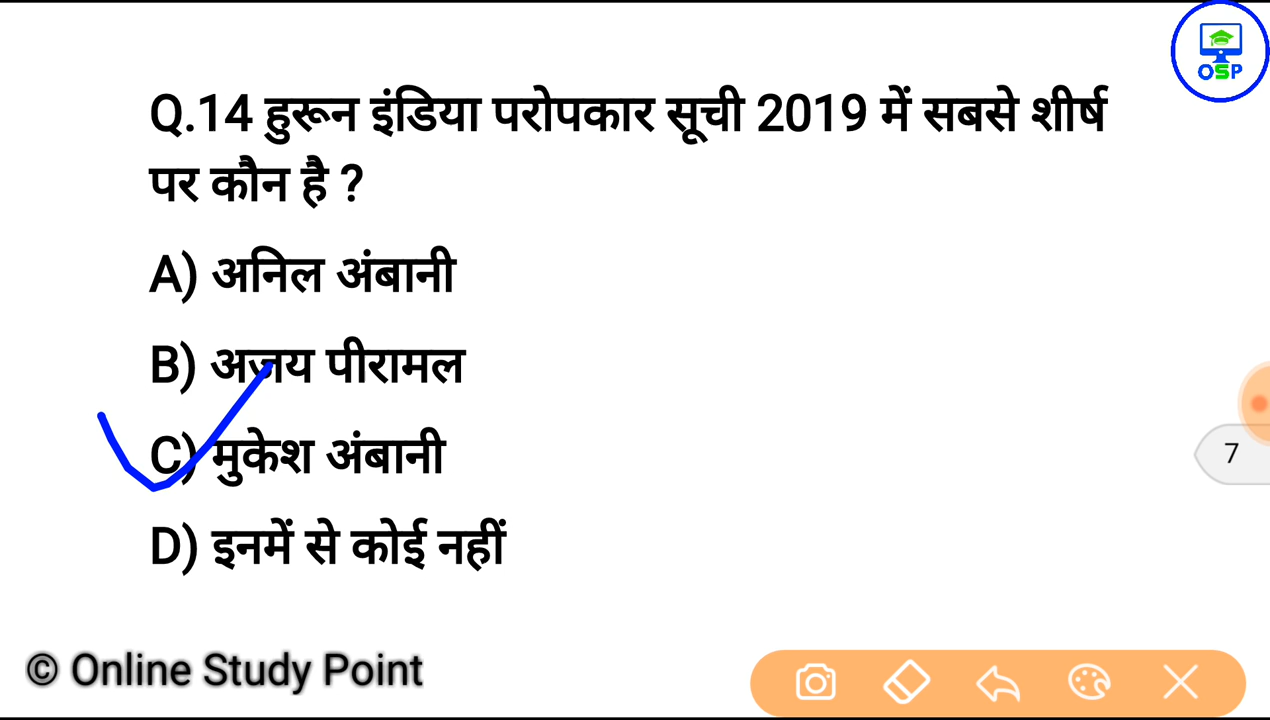 OSP
Q.14 हुरून इंडिया परोपकार सूची 2019 में सबसे शीर्ष
पर कौन है ?
A) अनिल अंबानी
B) अजय पीरामल
C) मुकेश अंबानी
7
D) इनमें से कोई नहीं
© Online Study Point